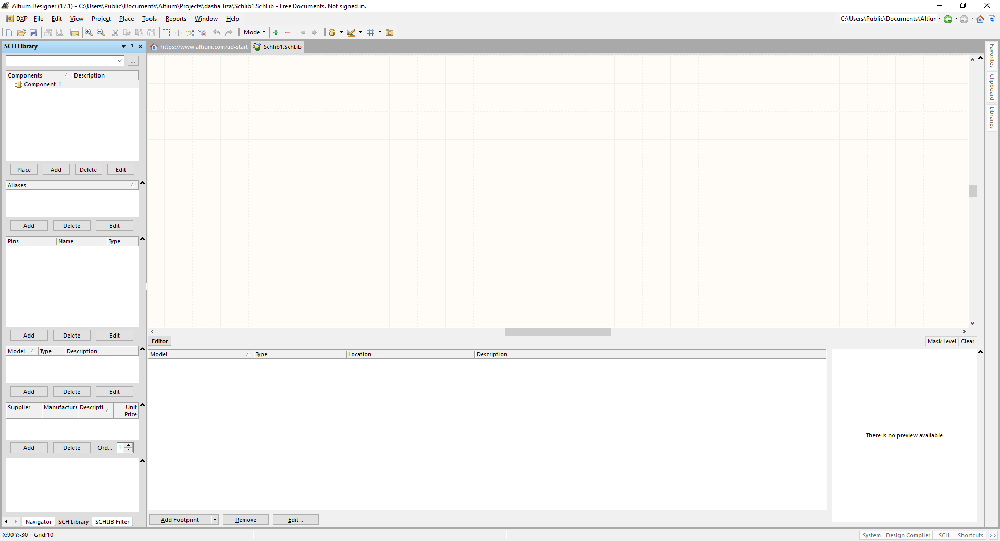 Altium Designer (17.1) - C:\Users\Public\Documents\Altium\Projects\dasha_liza\Schlib1.SchLib - Free Documents. Not signed in.
DXP File Edit View Project Place Tools Reports Window Help
C:\Users\Public\Documents\Altiur
Mode
SCH Library
https://www.altium.com/ad-start
Schlib1.SchLib
...
Components Description
Component_1
Place Add Delete Edit
Aliases
Add Delete Edit
Pins Name Type
Add Delete Edit
Model Type Description
Add Delete Edit
Supplier Manufacture Descripti Unit
Price
Add Delete Ord... 1
Navigator SCH Library SCHLIB Filter
Editor
Mask Level Clear
Model Type Location Description
There is no preview available
Add Footprint Remove Edit...
Favorites
Clipboard
Libraries
X:90 Y:-30 Grid:10
System Design Compiler SCH Shortcuts >>